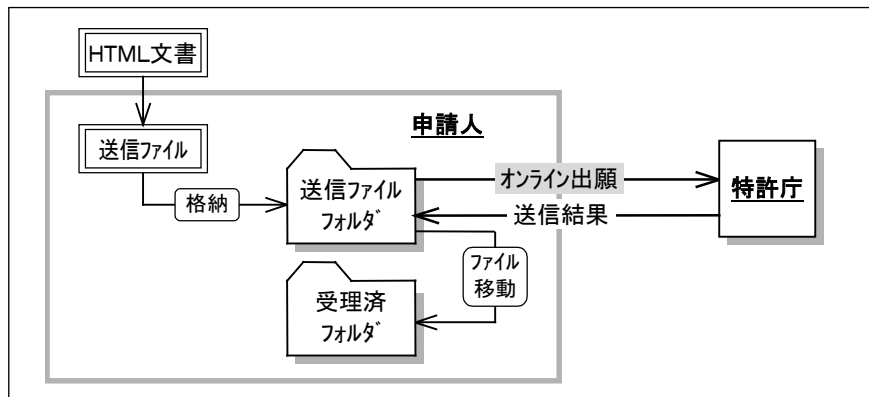 HTML文書
申請人
送信ファイル
格納
送信ファイル
フォルダ
オンライン出願
送信結果
特許庁
ファイル
移動
受理済
フォルダ